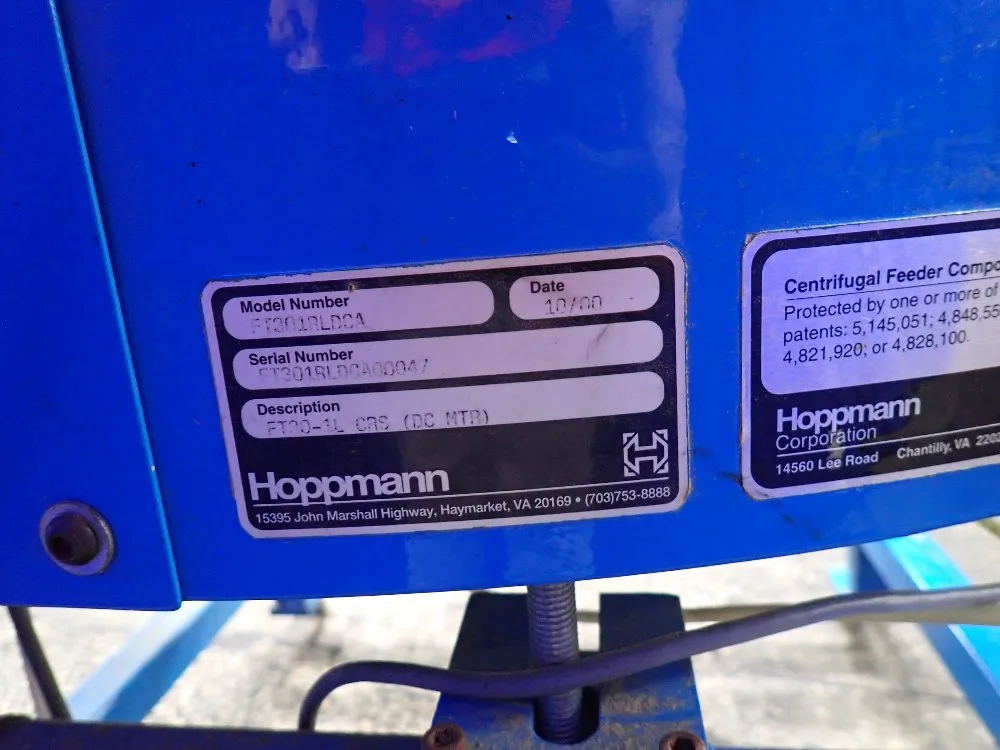 Model Number
FT301RLDCA
Date
10/00
Serial Number
FT301RLDCA00047
Description
FT30-1L CRS (DC MTR)
Hoppmann
15395 John Marshall Highway, Haymarket, VA 20169 • (703)753-8888
Centrifugal Feeder
Protected by one or more of
patents: 5,145,051; 4,848,55
4,821,920; or 4,828,100.
Hoppmann
Corporation
14560 Lee Road Chantilly, VA